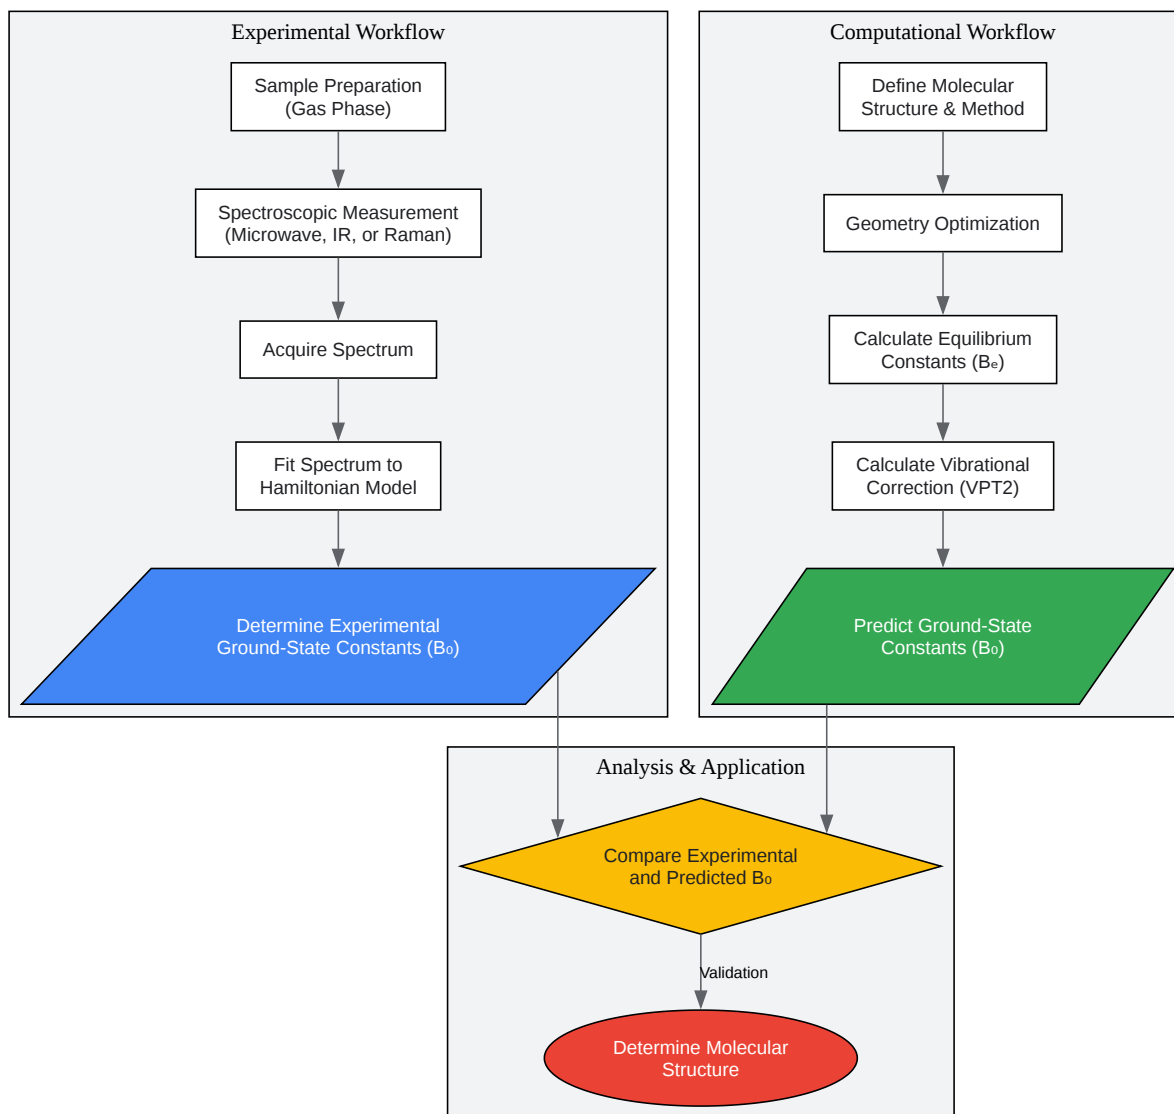 Experimental Workflow
Sample Preparation
(Gas Phase)
Spectroscopic Measurement
(Microwave, IR, or Raman)
Acquire Spectrum
Fit Spectrum to
Hamiltonian Model
Determine Experimental
Ground-State Constants (B₀)
Computational Workflow
Define Molecular
Structure & Method
Geometry Optimization
Calculate Equilibrium
Constants (Bₑ)
Calculate Vibrational
Correction (VPT2)
Predict Ground-State
Constants (B₀)
Analysis & Application
Compare Experimental
and Predicted B₀
Validation
Determine Molecular
Structure